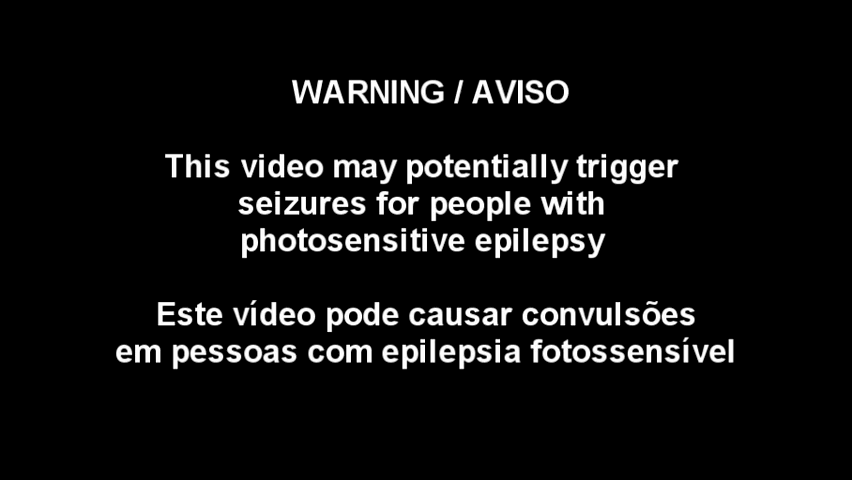 WARNING / AVISO
This video may potentially trigger
seizures for people with
photosensitive epilepsy
Este vídeo pode causar convulsões
em pessoas com epilepsia fotossensível